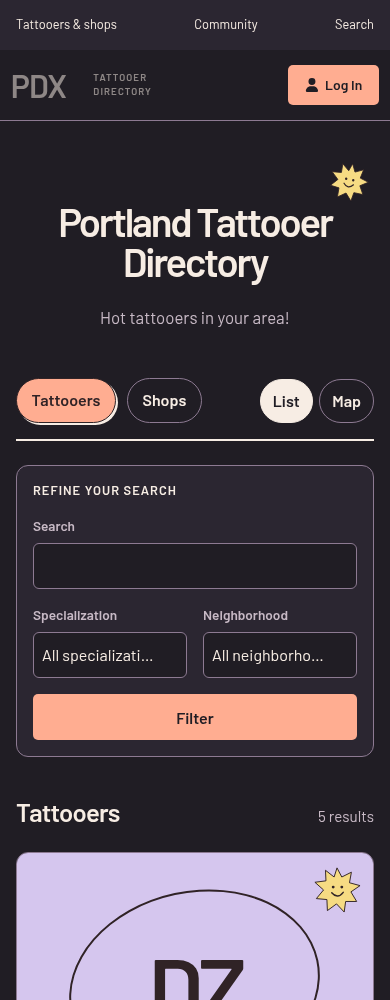 Tattooers & shops Community Search
PDX
TATTOOER
DIRECTORY
Log In
Portland Tattooer
Directory
Hot tattooers in your area!
Tattooers Shops List Map
REFINE YOUR SEARCH
Search
Specialization Neighborhood
All specializati... All neighborho...
Filter
Tattooers 5 results
DZ